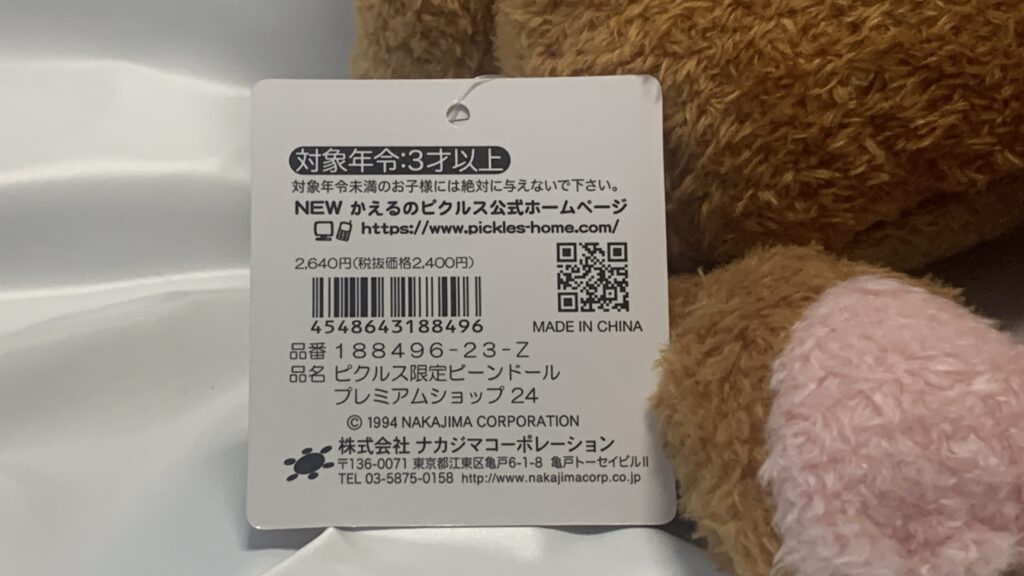 対象年令:3才以上
対象年令未満のお子様には絶対に与えないで下さい。
NEW かえるのピクルス公式ホームページ
https://www.pickles-home.com/
2,640円(税抜価格2,400円)
4548643188496
MADE IN CHINA
品番 188496-23-Z
品名 ピクルス限定ビーンドール
プレミアムショップ 24
© 1994 NAKAJIMA CORPORATION
株式会社 ナカジマコーポレーション
〒136-0071 東京都江東区亀戸6-1-8 亀戸トーセイビルⅡ
TEL 03-5875-0158 http://www.nakajimacorp.co.jp